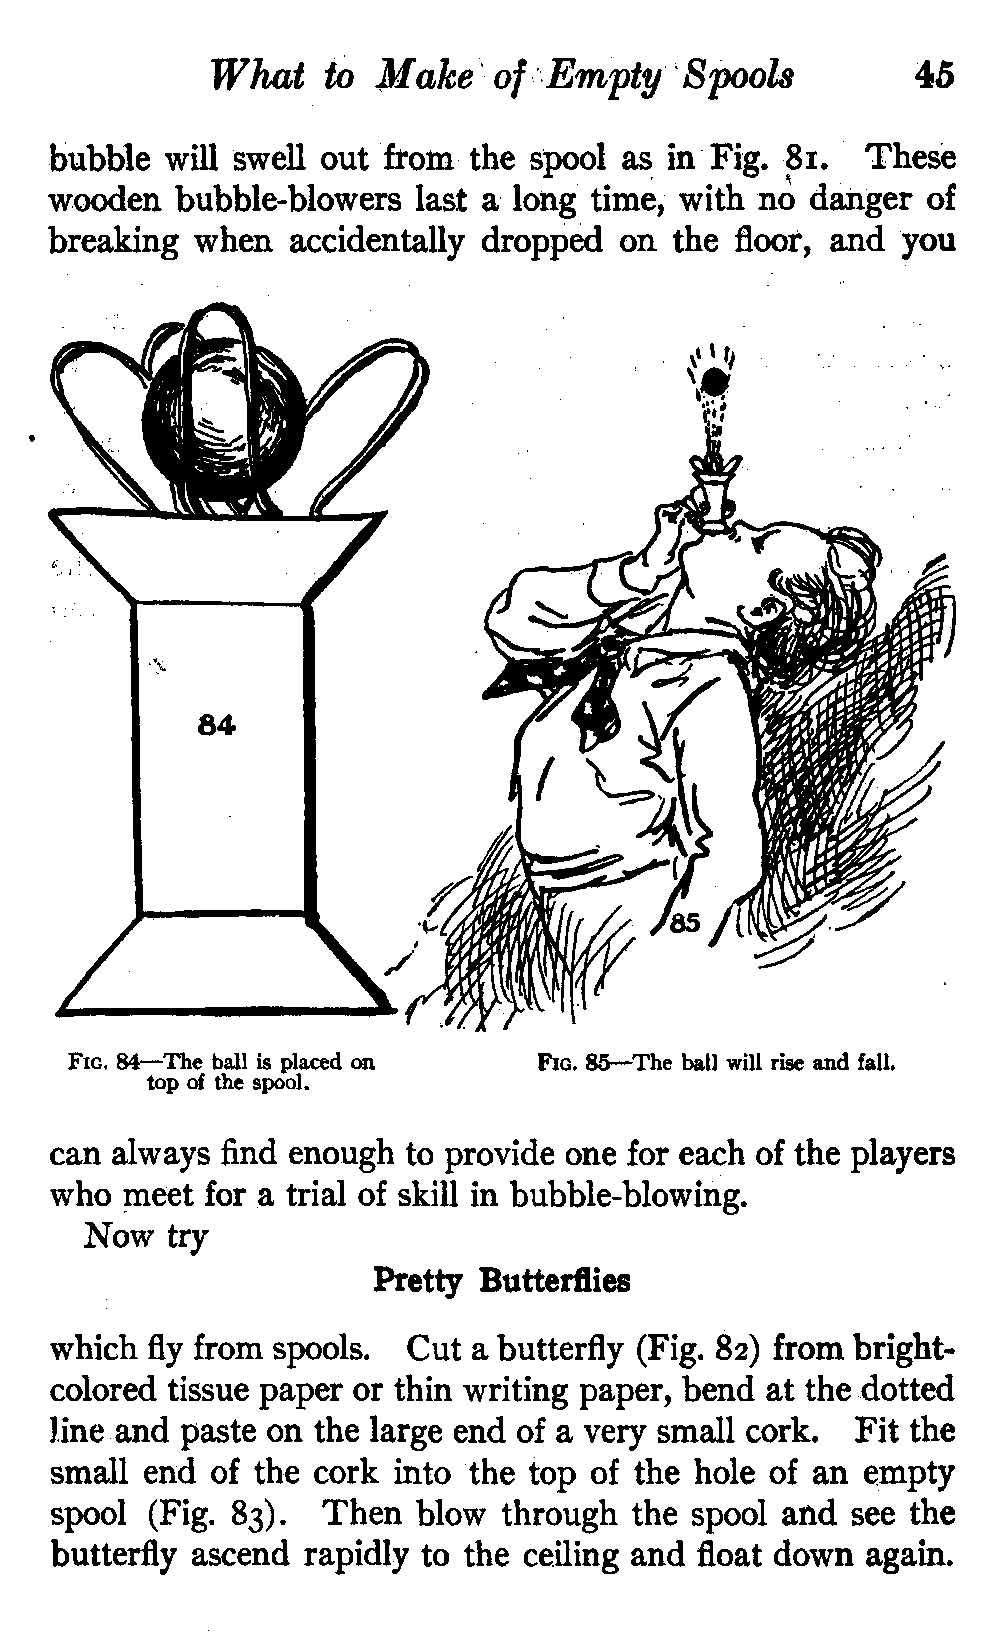 What to Make of Empty Spools 45
bubble will swell out from the spool as in Fig. 81. These
wooden bubble-blowers last a long time, with no danger of
breaking when accidentally dropped on the floor, and you
84
85
FIG. 84—The ball is placed on
top of the spool.
FIG. 85—The ball will rise and fall.
can always find enough to provide one for each of the players
who meet for a trial of skill in bubble-blowing.
Now try
Pretty Butterflies
which fly from spools. Cut a butterfly (Fig. 82) from bright-
colored tissue paper or thin writing paper, bend at the dotted
line and paste on the large end of a very small cork. Fit the
small end of the cork into the top of the hole of an empty
spool (Fig. 83). Then blow through the spool and see the
butterfly ascend rapidly to the ceiling and float down again.